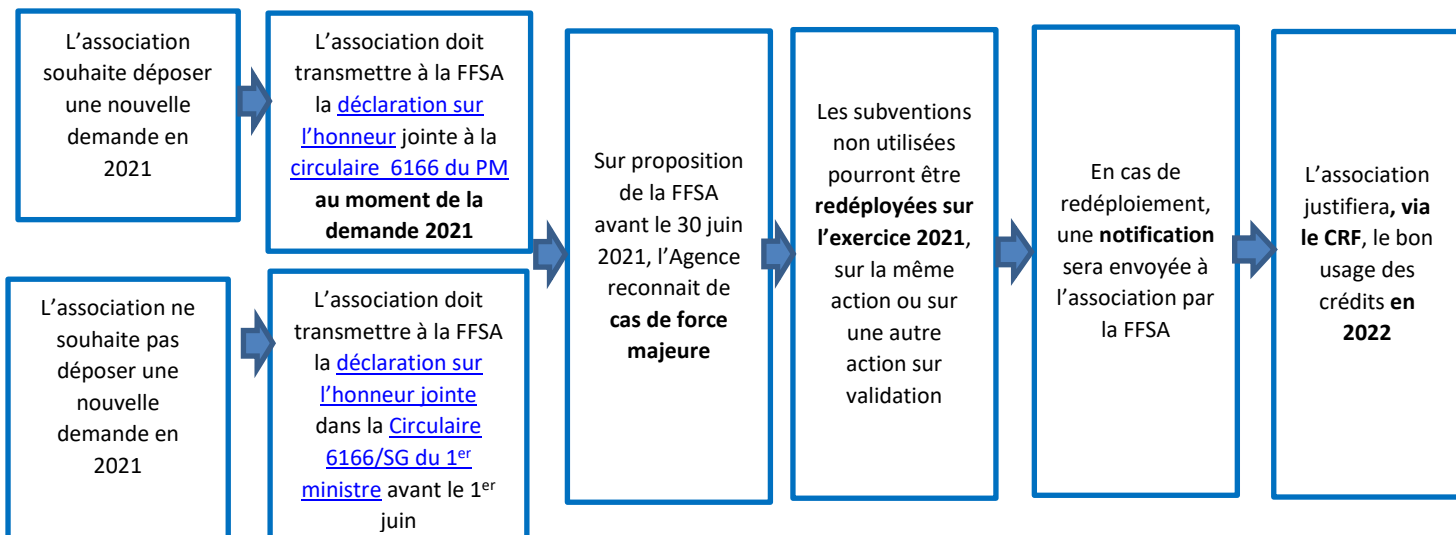 L’association
souhaite déposer
une nouvelle
demande en
2021
L’association doit
transmettre à la FFSA
la déclaration sur
l’honneur jointe à la
circulaire 6166 du PM
au moment de la
demande 2021
L’association ne
souhaite pas
déposer une
nouvelle
demande en
2021
L’association doit
transmettre à la FFSA
la déclaration sur
l’honneur jointe
dans la Circulaire
6166/SG du 1er
ministre avant le 1er
juin
Sur proposition
de la FFSA
avant le 30 juin
2021, l’Agence
reconnait de
cas de force
majeure
Les subventions
non utilisées
pourront être
redéployées sur
l’exercice 2021,
sur la même
action ou sur
une autre
action sur
validation
En cas de
redéploiement,
une notification
sera envoyée à
l’association par
la FFSA
L’association
justifiera, via
le CRF, le bon
usage des
crédits en
2022